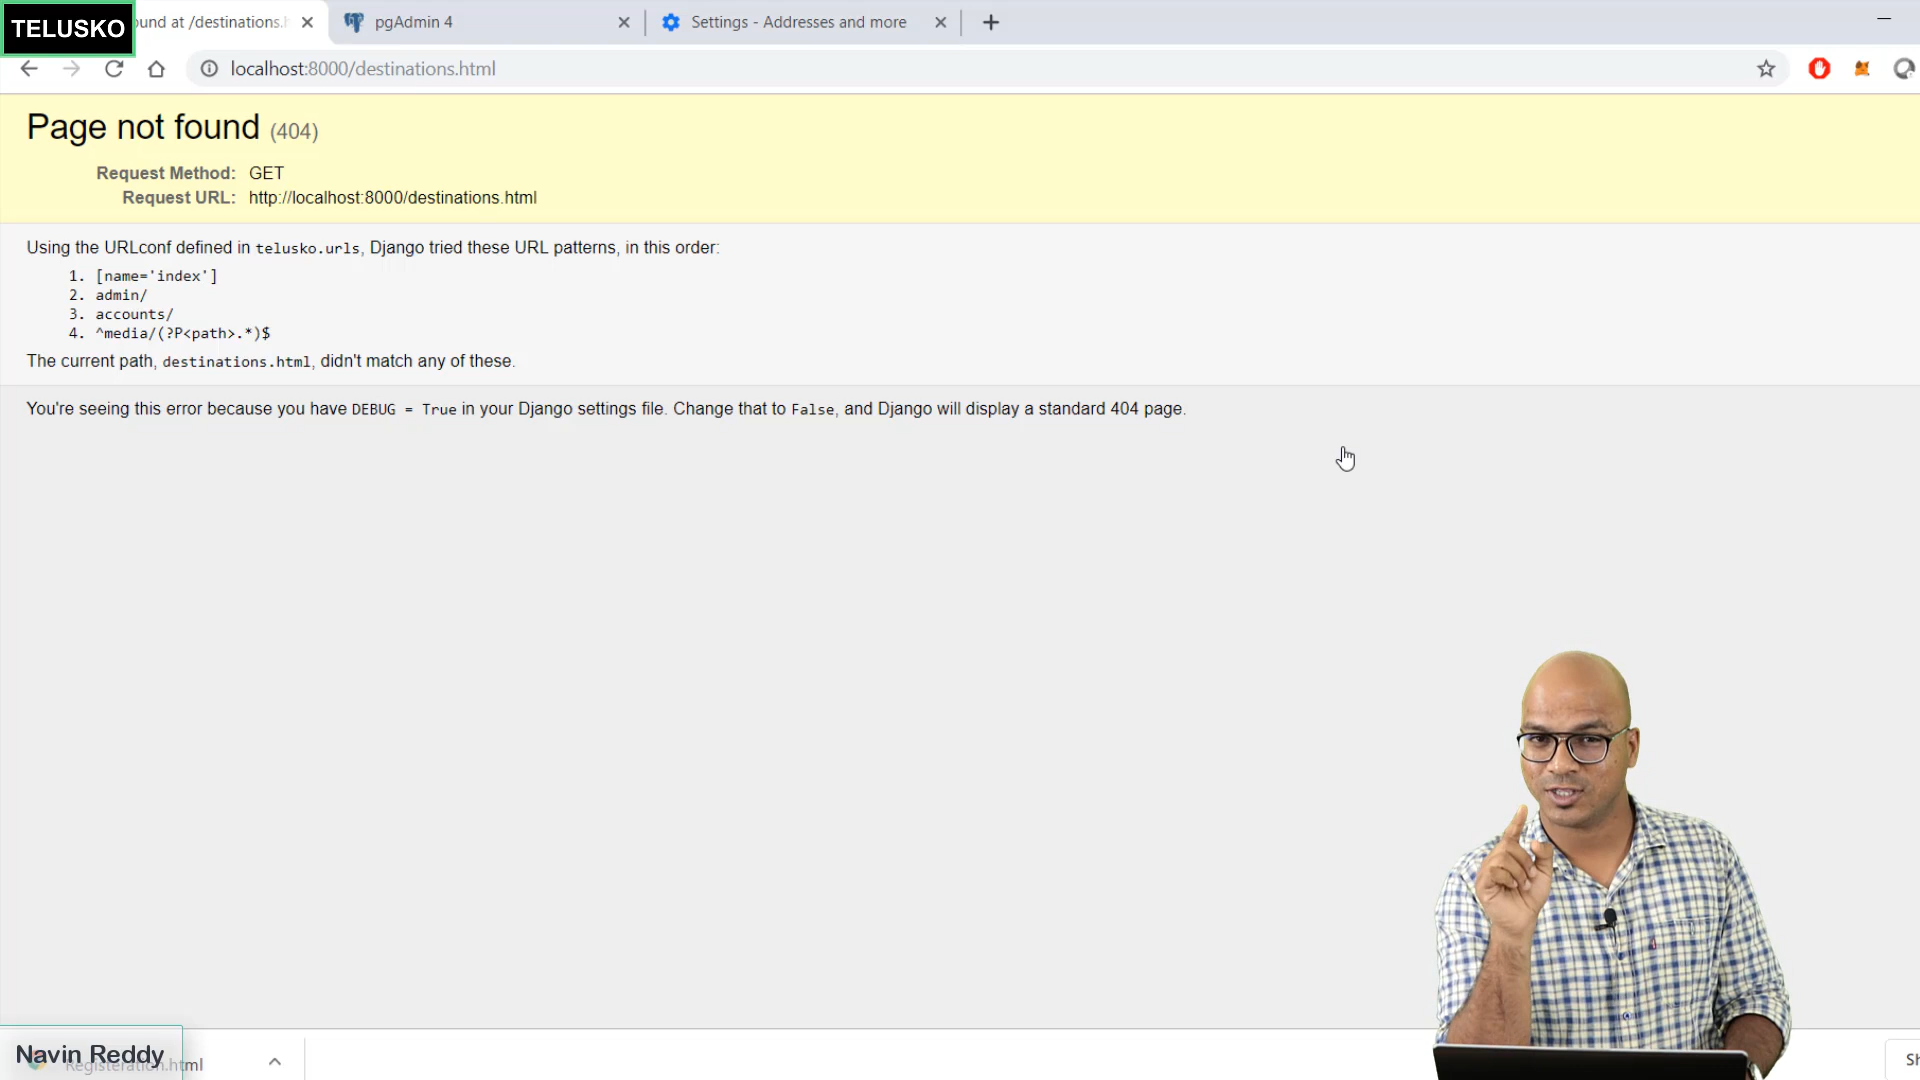 TELUSKO
ound at /destinations.h
pgAdmin 4
Settings - Addresses and more
localhost:8000/destinations.html
Page not found (404)
Request Method: GET
Request URL: http://localhost:8000/destinations.html
Using the URLconf defined in telusko.urls, Django tried these URL patterns, in this order:
1. [name='index']
2. admin/
3. accounts/
4. ^media/(?P<path>.*)$
The current path, destinations.html, didn't match any of these.
You're seeing this error because you have DEBUG = True in your Django settings file. Change that to False, and Django will display a standard 404 page.
Navin Reddy
Registeration.html
Sh